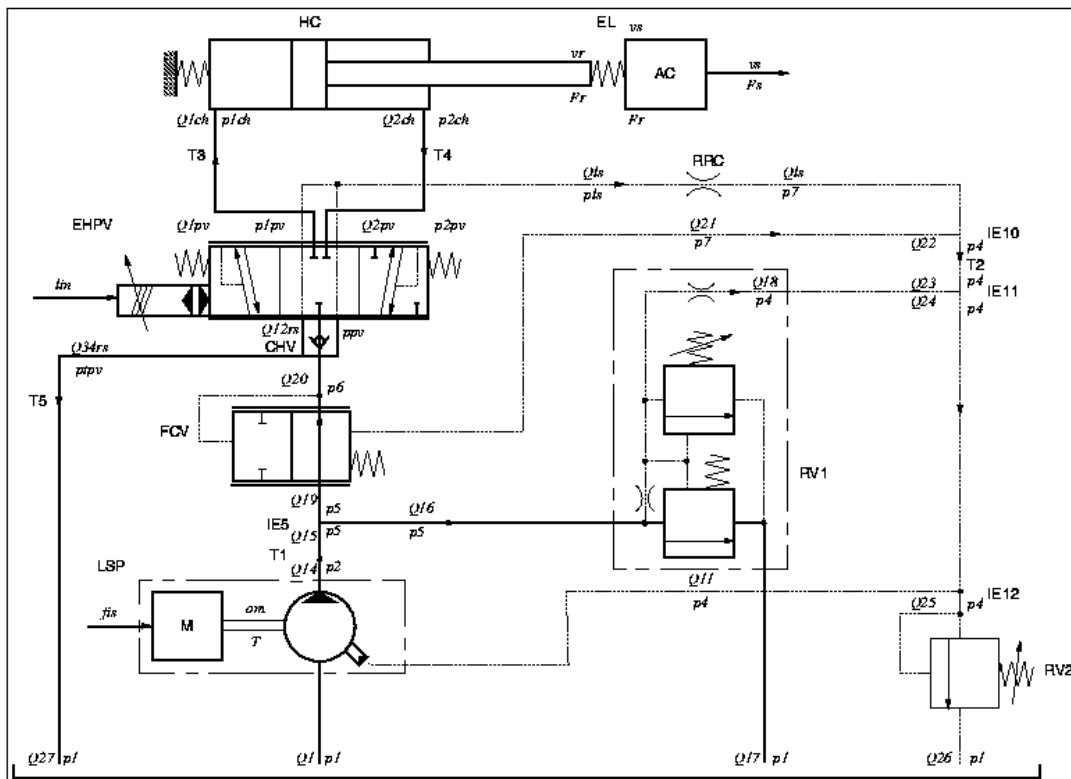 HC
EL
vs
vr
AC
vs
Fs
Fr
Fr
Q1ch
p1ch
Q2ch
p2ch
T3
T4
RRC
Qls
pls
Qls
p7
EHPV
Q1pv
p1pv
Q2pv
p2pv
Q21
p7
IE10
Q22
p4
T2
Iin
Q18
p4
Q23
Q24
p4
IE11
p4
Q12rs
ppv
CHV
Q34rs
ptpv
T5
Q20
p6
FCV
RV1
Q19
p5
IE5
Q15
p5
Q16
p5
T1
LSP
Q14
p2
Q11
p4
IE12
Q25
p4
fis
M
om
T
RV2
Q27
p1
Q1
p1
Q17
p1
Q26
p1